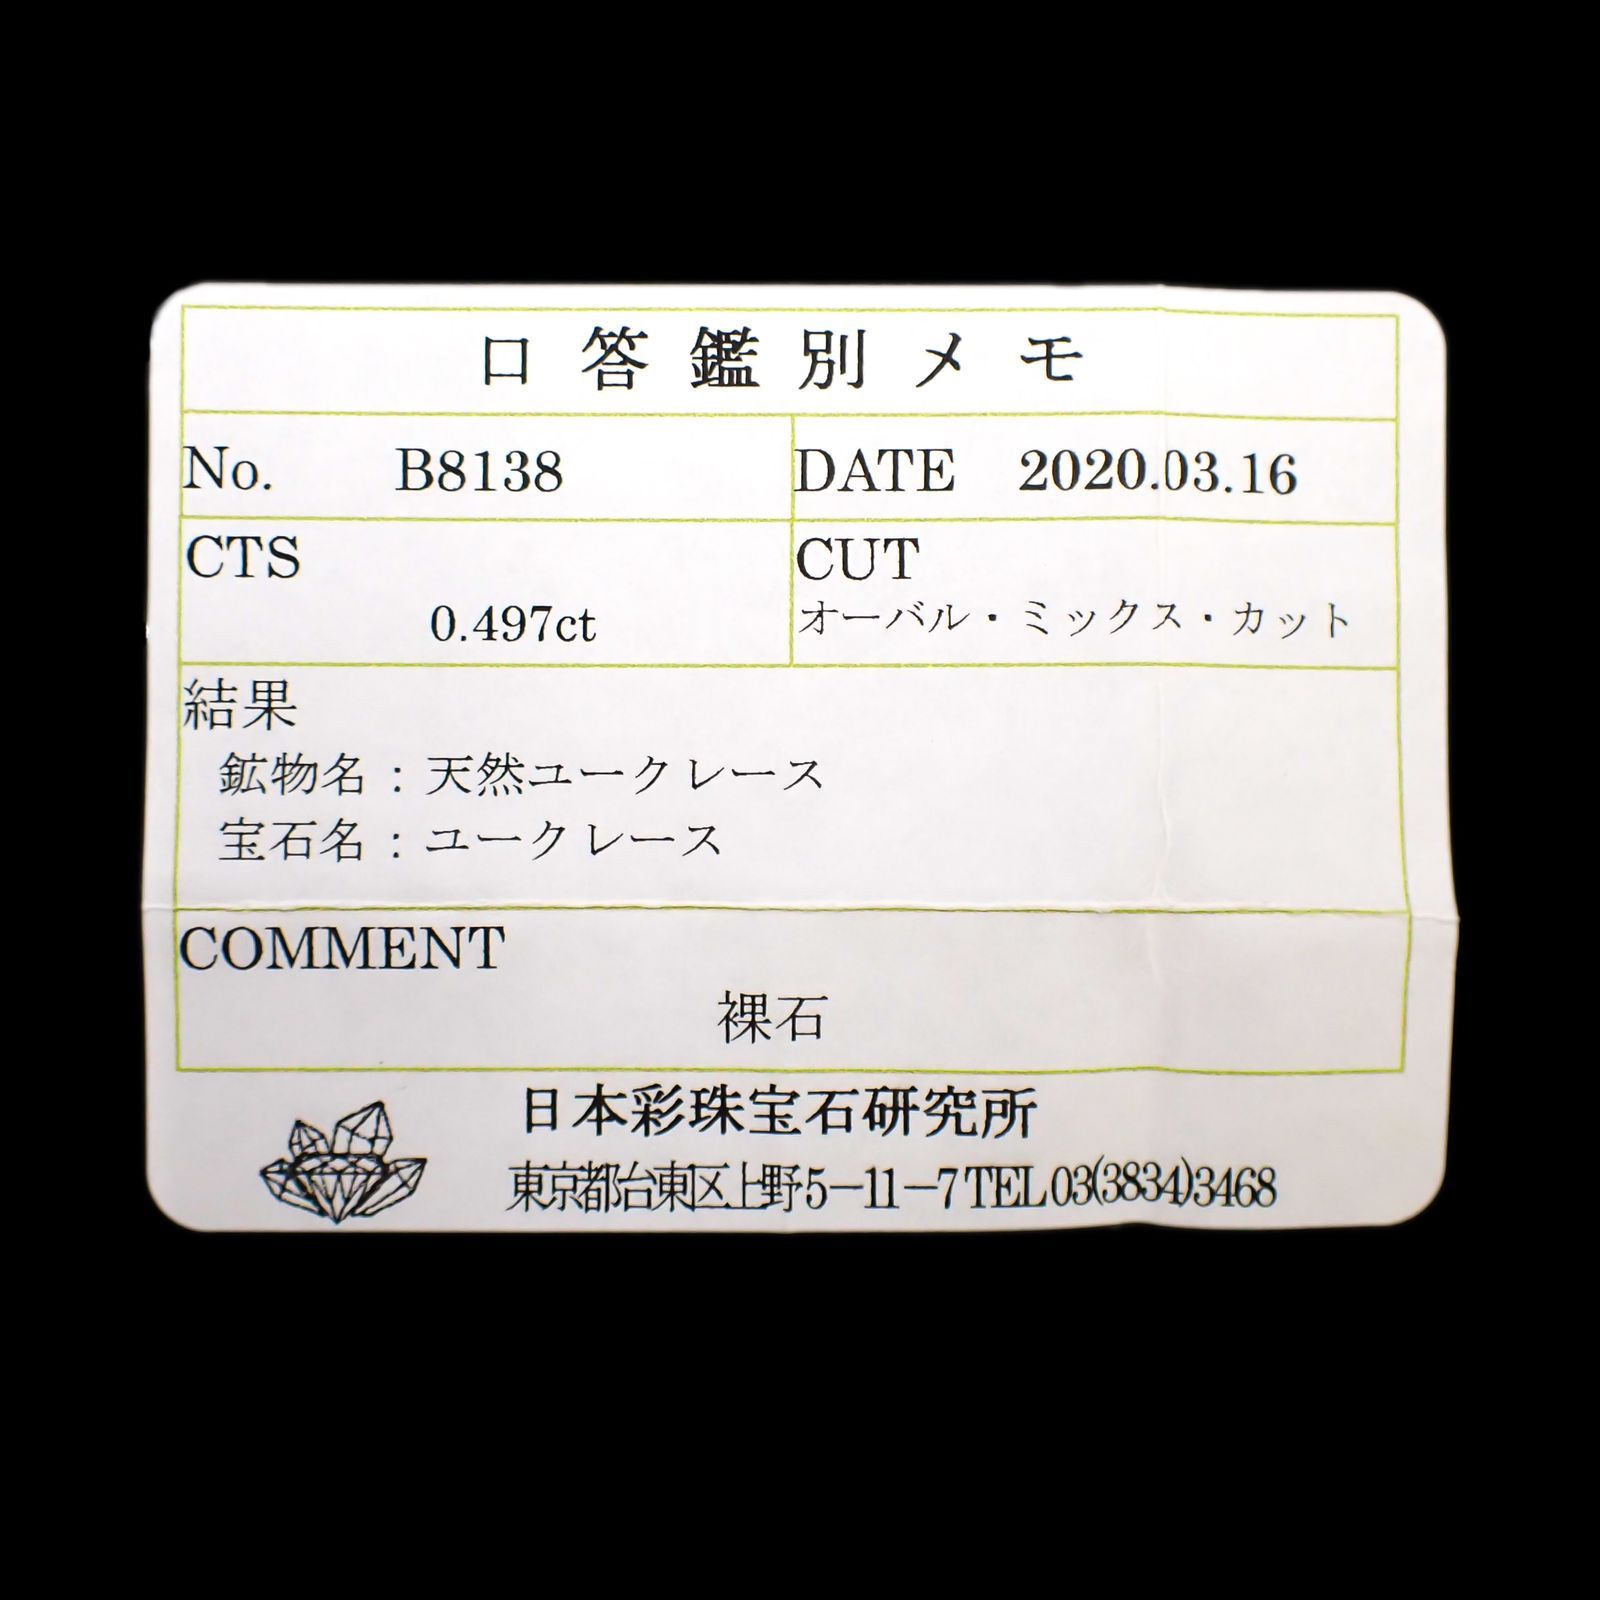 口答鑑別メモ
No. B8138 DATE 2020.03.16
CTS CUT
0.497ct オーバル・ミックス・カット
結果
鉱物名：天然ユークレース
宝石名：ユークレース
COMMENT
裸石
日本彩珠宝石研究所
東京都台東区上野5－11－7 TEL 03(3834)3468